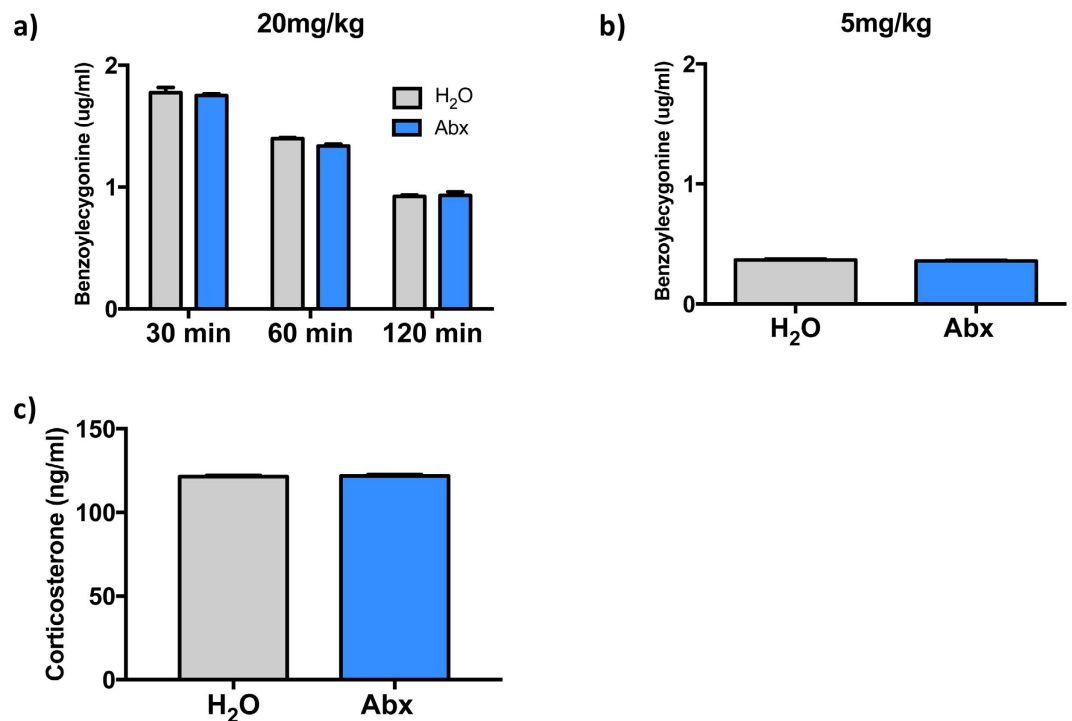 a)
20mg/kg
Benzoylecygonine (ug/ml)
2
1
0
H₂O
Abx
30 min 60 min 120 min
b)
5mg/kg
Benzoylecygonine (ug/ml)
2
1
0
H₂O Abx
c)
Corticosterone (ng/ml)
150
100
50
0
H₂O Abx